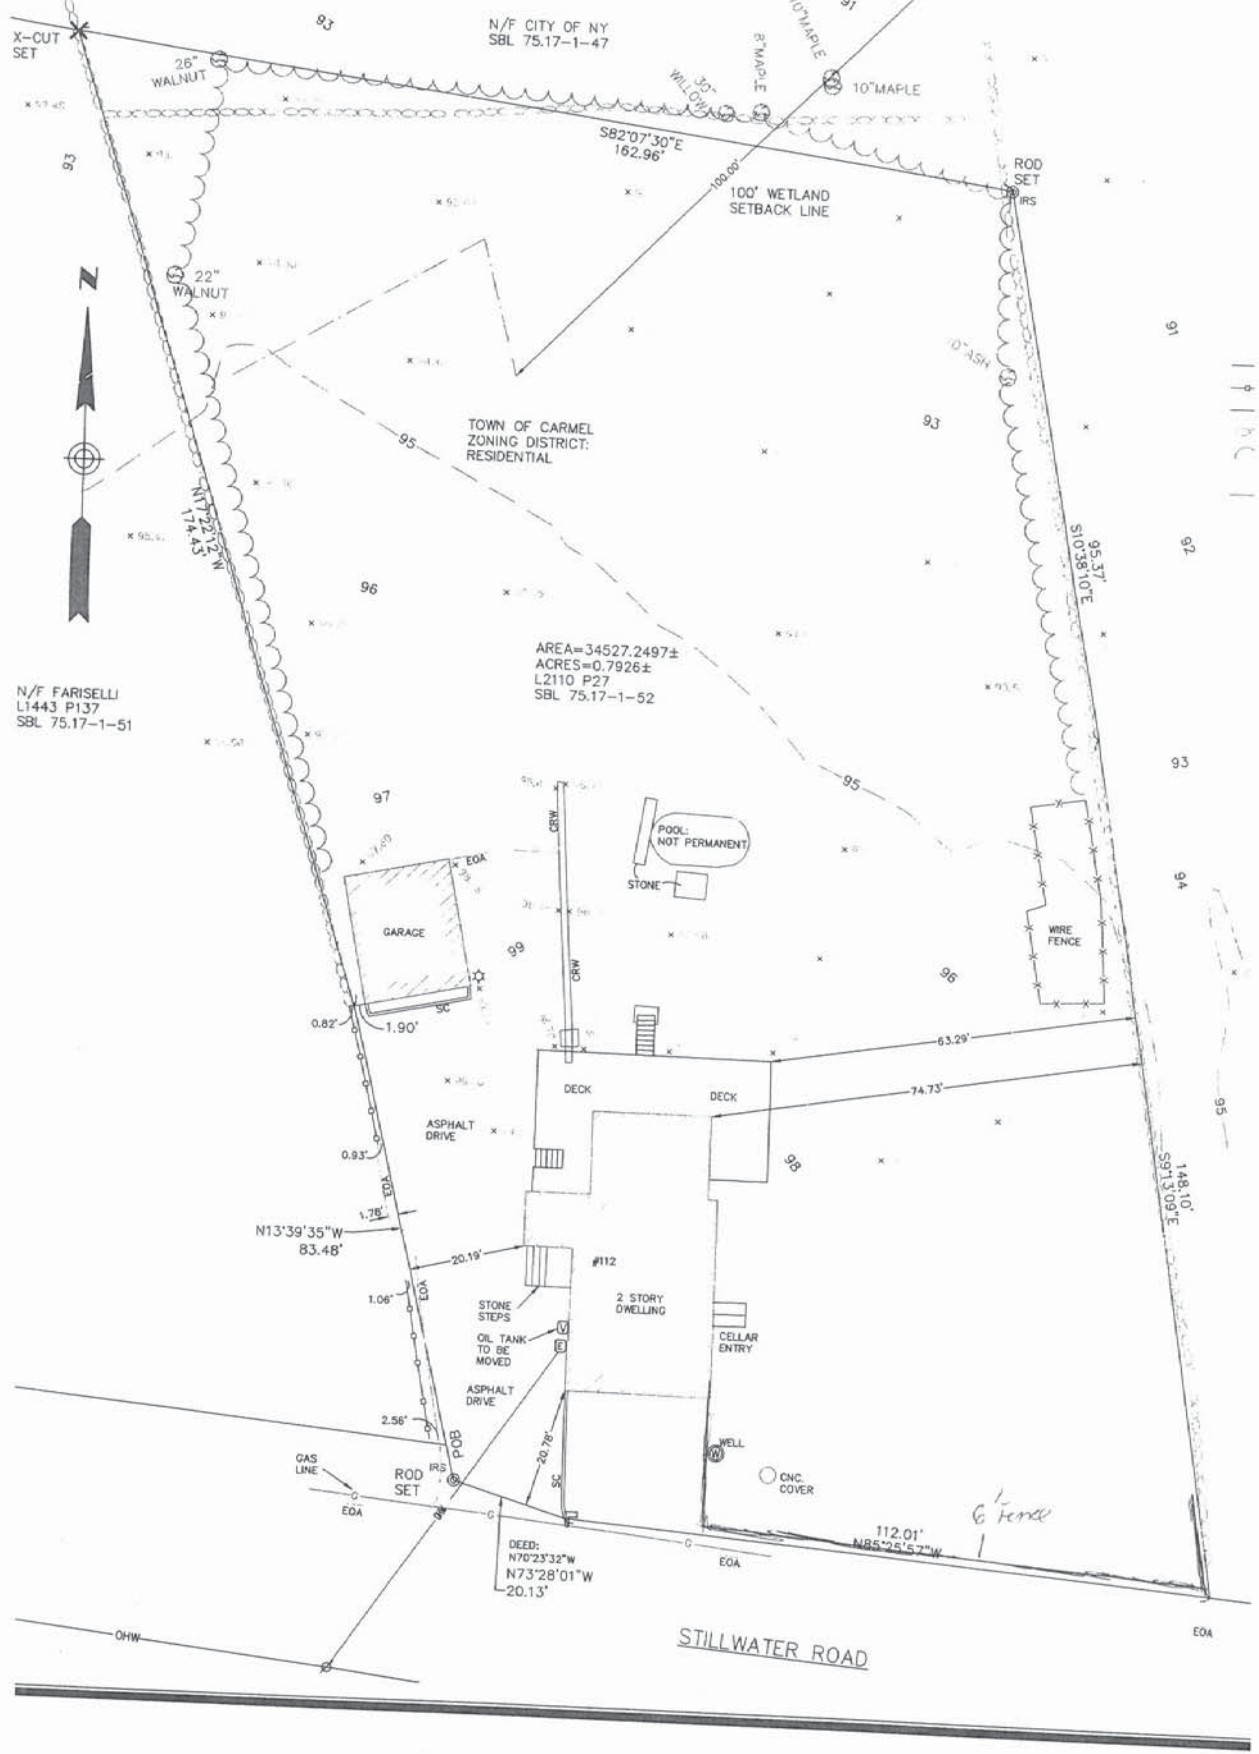 93
N/F CITY OF NY
SBL 75.17-1-47
91
10"MAPLE
X-CUT
SET
26"
WALNUT
30"
WILLOW
8"MAPLE
10"MAPLE
S82°07'30"E
162.96'
ROD
SET
IRS
93
100.00'
100' WETLAND
SETBACK LINE
N
22"
WALNUT
91
10"ASH
TOWN OF CARMEL
ZONING DISTRICT:
RESIDENTIAL
95
93
N17°22'12"W
174.43'
95.37'
S10°38'10"E
92
96
AREA=34527.2497±
ACRES=0.7926±
L2110 P27
SBL 75.17-1-52
N/F FARISELLI
L1443 P137
SBL 75.17-1-51
93
97
95
CRW
POOL:
NOT PERMANENT
EOA
STONE
94
GARAGE
WIRE
FENCE
99
CRW
96
SC
0.82'
1.90'
63.29'
DECK
DECK
74.73'
95
ASPHALT
DRIVE
0.93'
98
148.10'
S9°13'09"E
EOA
1.78'
N13°39'35"W
83.48'
20.19'
#112
1.06'
EOA
STONE
STEPS
2 STORY
DWELLING
OIL TANK
TO BE
MOVED
V
E
CELLAR
ENTRY
ASPHALT
DRIVE
2.56'
POB
20.78'
WELL
W
GAS
LINE
ROD
SET
IRS
SC
CNC.
COVER
G
EOA
G
6' Fence
112.01'
N85°25'57"W
DEED:
N70°23'32"W
N73°28'01"W
20.13'
G
EOA
OHW
STILLWATER ROAD
EOA